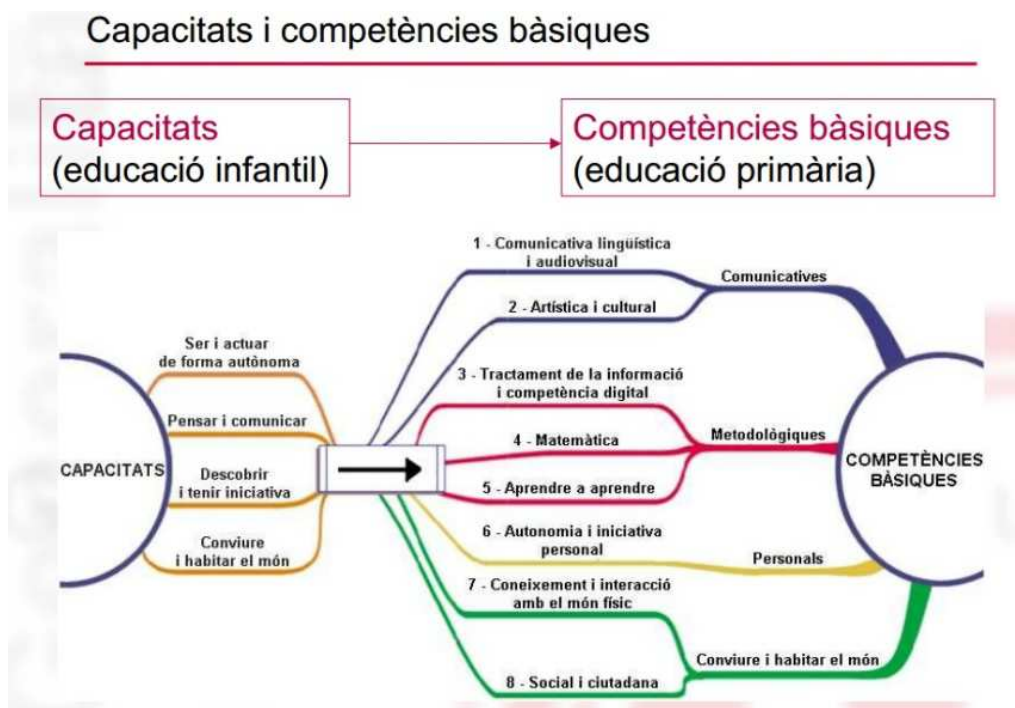 Capacitats i competències bàsiques
Capacitats
(educació infantil)
Competències bàsiques
(educació primària)
CAPACITATS
Ser i actuar
de forma autònoma
Pensar i comunicar
Descobrir
i tenir iniciativa
Conviure
i habitar el món
1 - Comunicativa lingüística
i audiovisual
2 - Artística i cultural
Comunicatives
3 - Tractament de la informació
i competència digital
4 - Matemàtica
5 - Aprendre a aprendre
Metodològiques
6 - Autonomia i iniciativa
personal
Personals
7 - Coneixement i interacció
amb el món físic
8 - Social i ciutadana
Conviure i habitar el món
COMPETÈNCIES
BÀSIQUES